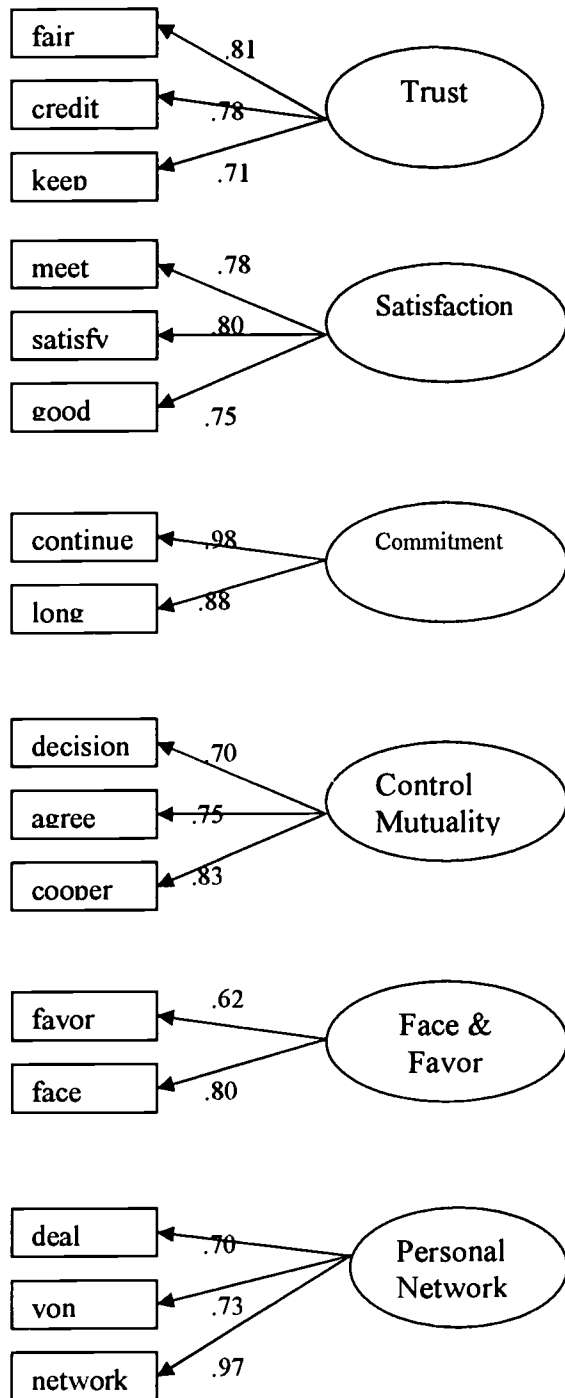 fair
.81
Trust
credit
.78
keep
.71
meet
.78
Satisfaction
satisfy
.80
good
.75
continue
.98
Commitment
long
.88
decision
.70
Control
Mutuality
agree
.75
cooper
.83
favor
.62
Face &
Favor
face
.80
deal
.70
Personal
Network
von
.73
network
.97